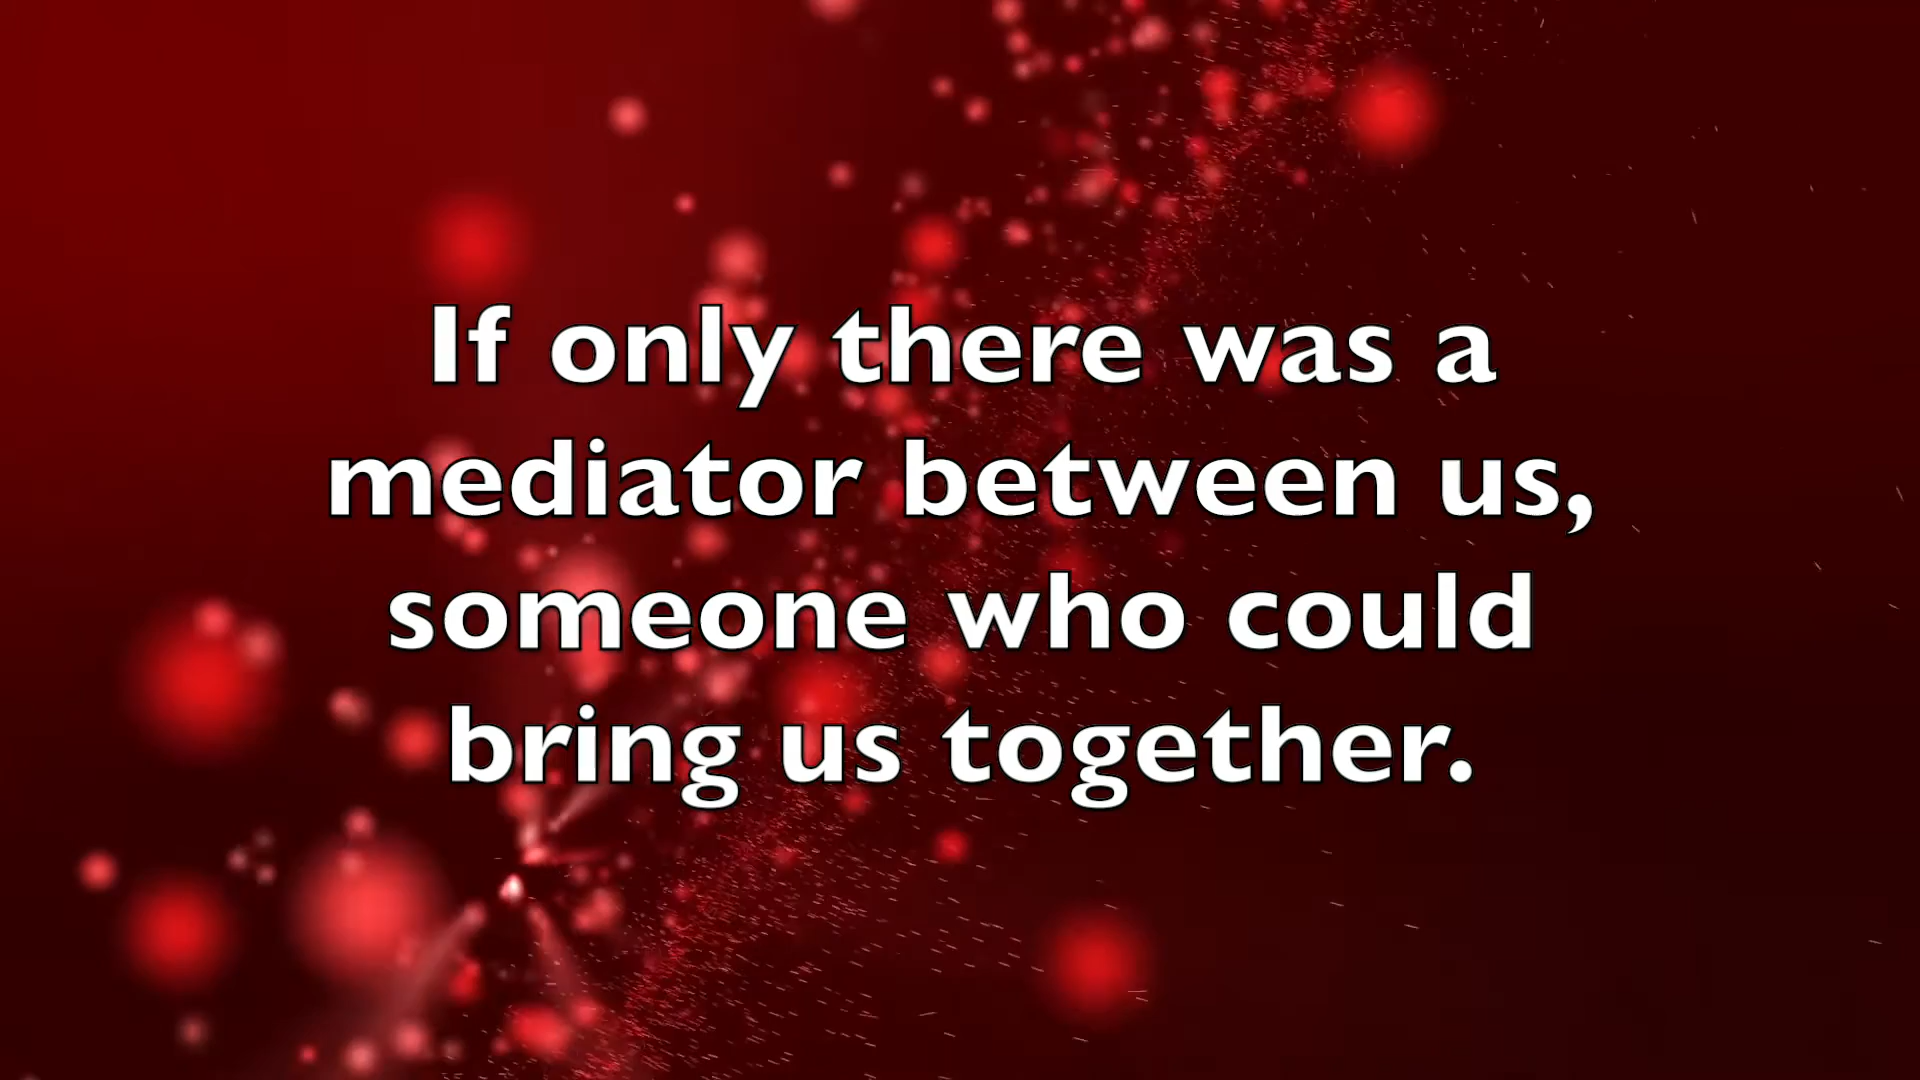 If only there was a
mediator between us,
someone who could
bring us together.